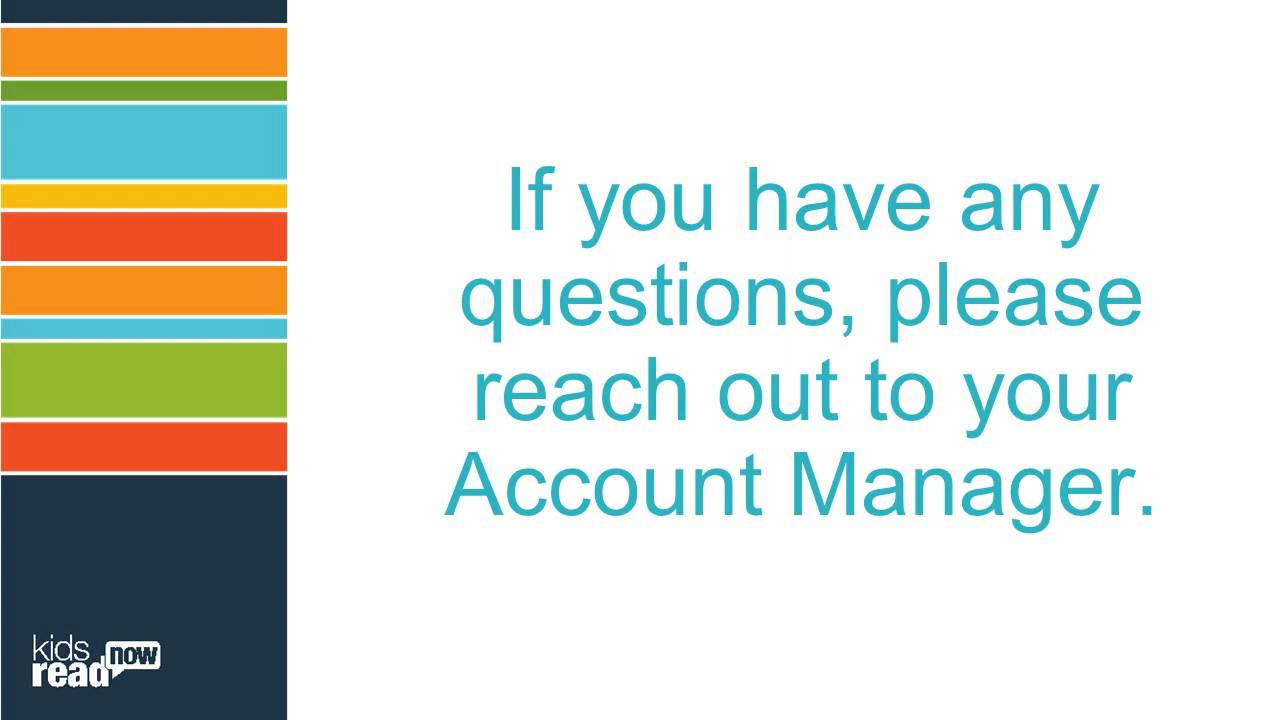 If you have any
questions, please
reach out to your
Account Manager.
kids
read now